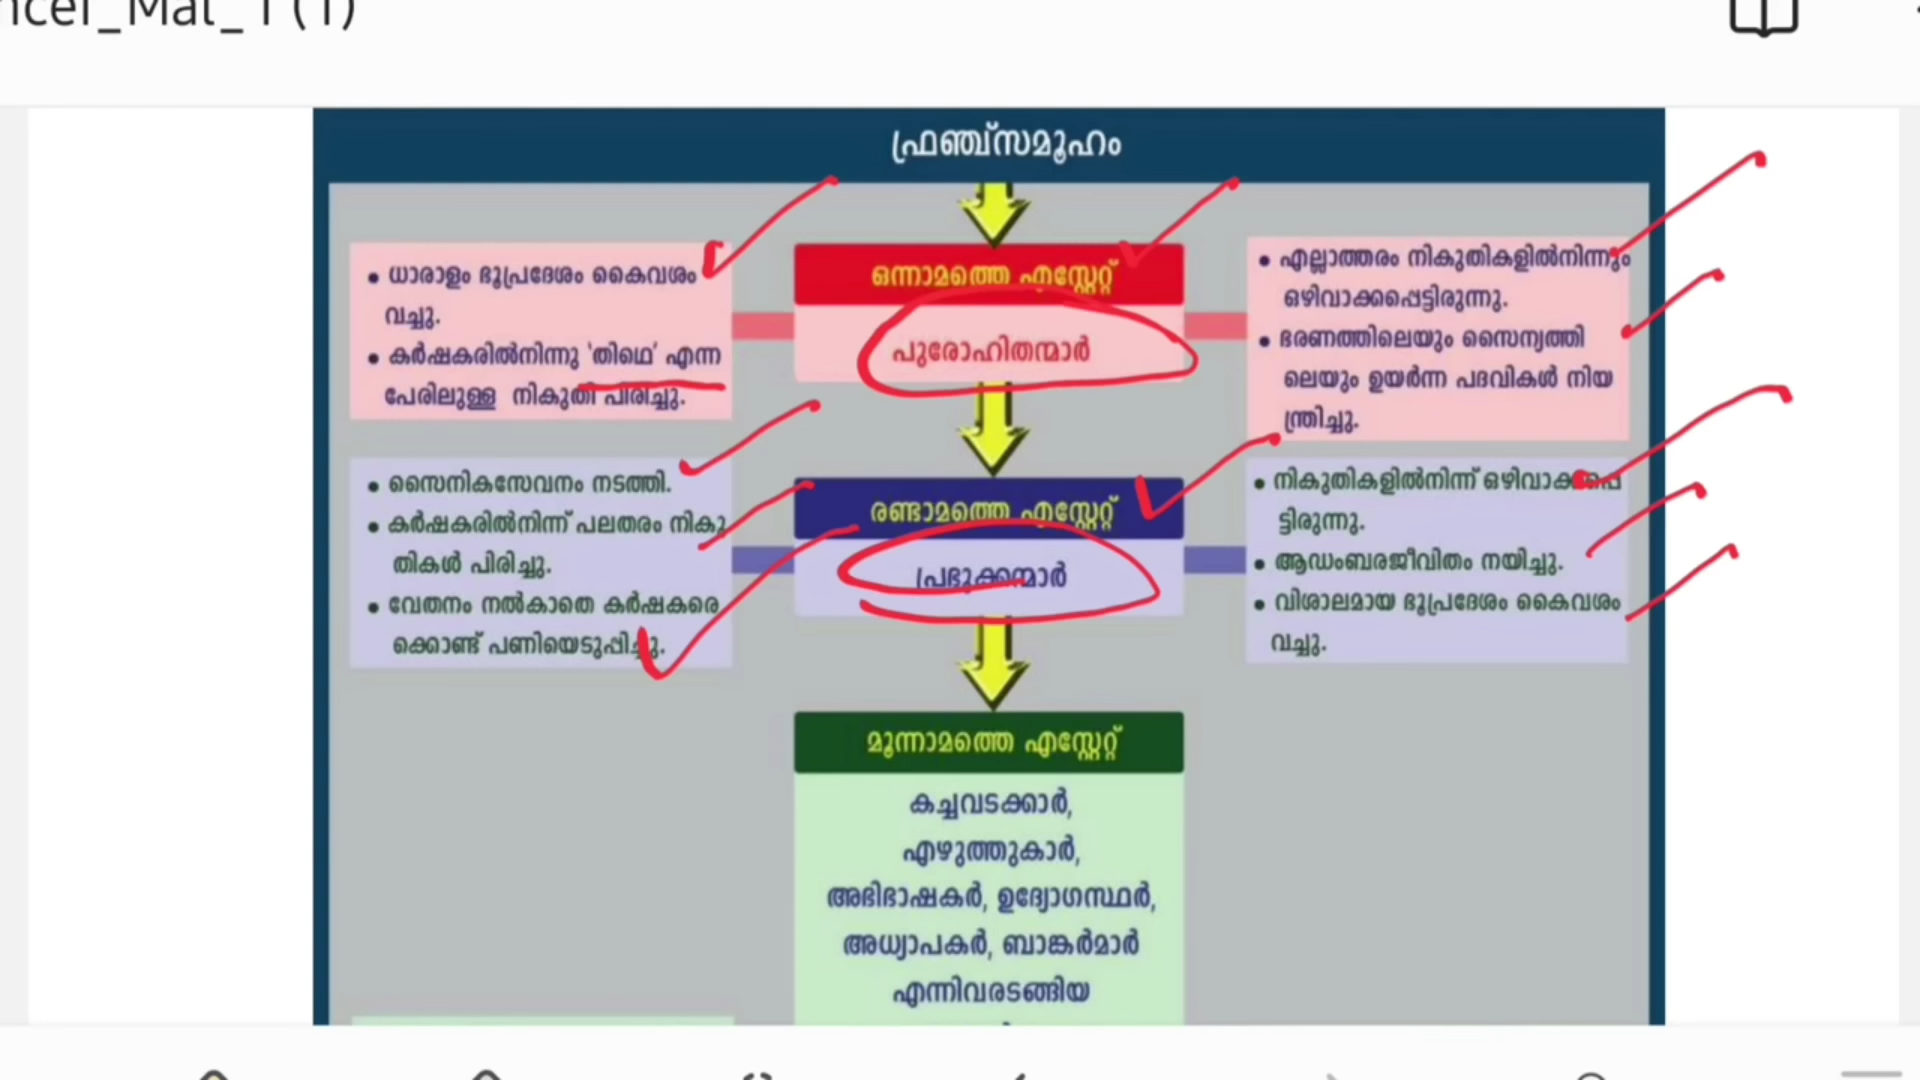 ഫ്രഞ്ച്സമൂഹം
ഒന്നാമത്തെ എസ്റ്റേറ്റ്
പുരോഹിതന്മാർ
• ധാരാളം ഭൂപ്രദേശം കൈവശം
വച്ചു.
• കർഷകരിൽനിന്നു 'തിഥെ' എന്ന
പേരിലുള്ള നികുതി പിരിച്ചു.
• എല്ലാത്തരം നികുതികളിൽനിന്നും
ഒഴിവാക്കപ്പെട്ടിരുന്നു.
• ഭരണത്തിലെയും സൈന്യത്തി
ലെയും ഉയർന്ന പദവികൾ നിയ
ന്ത്രിച്ചു.
രണ്ടാമത്തെ എസ്റ്റേറ്റ്
പ്രഭുക്കന്മാർ
• സൈനികസേവനം നടത്തി.
• കർഷകരിൽനിന്ന് പലതരം നികു
തികൾ പിരിച്ചു.
• വേതനം നൽകാതെ കർഷകരെ
ക്കൊണ്ട് പണിയെടുപ്പിച്ചു.
• നികുതികളിൽനിന്ന് ഒഴിവാക്കപ്പെ
ട്ടിരുന്നു.
• ആഡംബരജീവിതം നയിച്ചു.
• വിശാലമായ ഭൂപ്രദേശം കൈവശം
വച്ചു.
മൂന്നാമത്തെ എസ്റ്റേറ്റ്
കച്ചവടക്കാർ,
എഴുത്തുകാർ,
അഭിഭാഷകർ, ഉദ്യോഗസ്ഥർ,
അധ്യാപകർ, ബാങ്കർമാർ
എന്നിവരടങ്ങിയ